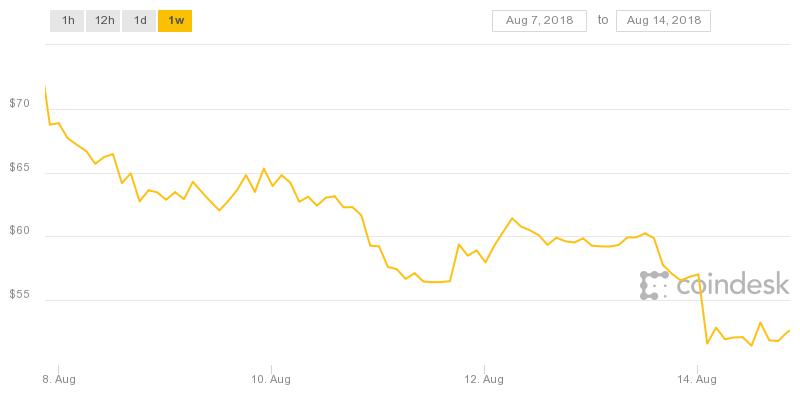 1h 12h 1d 1w Aug 7, 2018 to Aug 14, 2018
$70
$65
$60
$55
coindesk
8. Aug 10. Aug 12. Aug 14. Aug